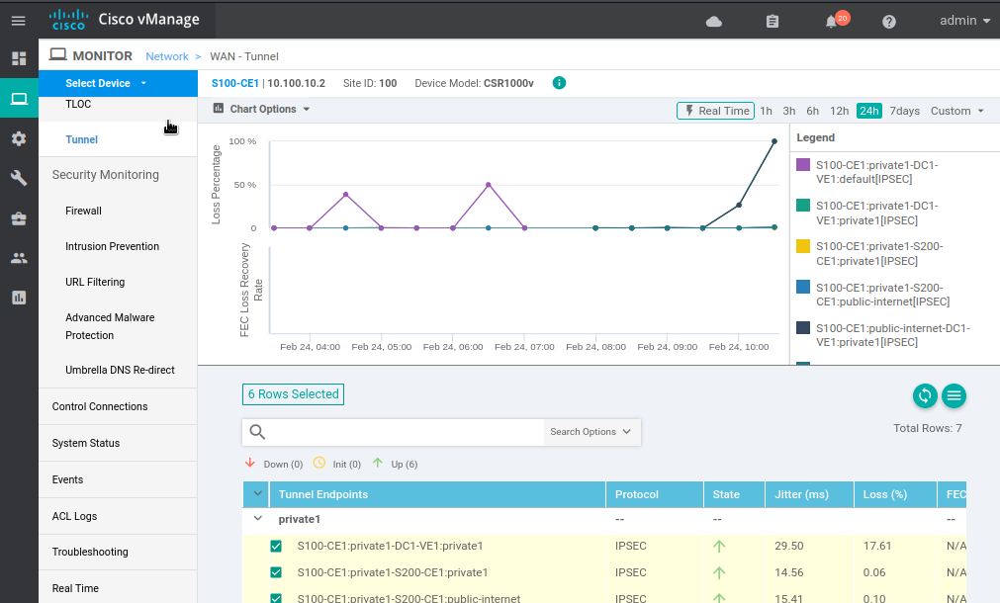 Cisco vManage
cisco
20
admin
MONITOR Network > WAN - Tunnel
Select Device
S100-CE1 | 10.100.10.2 Site ID: 100 Device Model: CSR1000v
TLOC
Tunnel
Security Monitoring
Firewall
Intrusion Prevention
URL Filtering
Advanced Malware
Protection
Umbrella DNS Re-direct
Control Connections
System Status
Events
ACL Logs
Troubleshooting
Real Time
Chart Options
Real Time 1h 3h 6h 12h 24h 7days Custom
Loss Percentage
100 %
50 %
0
FEC Loss Recovery
Rate
Feb 24, 04:00 Feb 24, 05:00 Feb 24, 06:00 Feb 24, 07:00 Feb 24, 08:00 Feb 24, 09:00 Feb 24, 10:00
Legend
S100-CE1:private1-DC1-
VE1:default[IPSEC]
S100-CE1:private1-DC1-
VE1:private1[IPSEC]
S100-CE1:private1-S200-
CE1:private1[IPSEC]
S100-CE1:private1-S200-
CE1:public-internet[IPSEC]
S100-CE1:public-internet-DC1-
VE1:private1[IPSEC]
6 Rows Selected
Search Options
Total Rows: 7
Down (0) Init (0) Up (6)
Tunnel Endpoints Protocol State Jitter (ms) Loss (%) FEC
private1 -- -- --
S100-CE1:private1-DC1-VE1:private1 IPSEC 29.50 17.61 N/A
S100-CE1:private1-S200-CE1:private1 IPSEC 14.56 0.06 N/A
S100-CE1:private1-S200-CE1:public-internet IPSEC 15.41 0.10 N/A